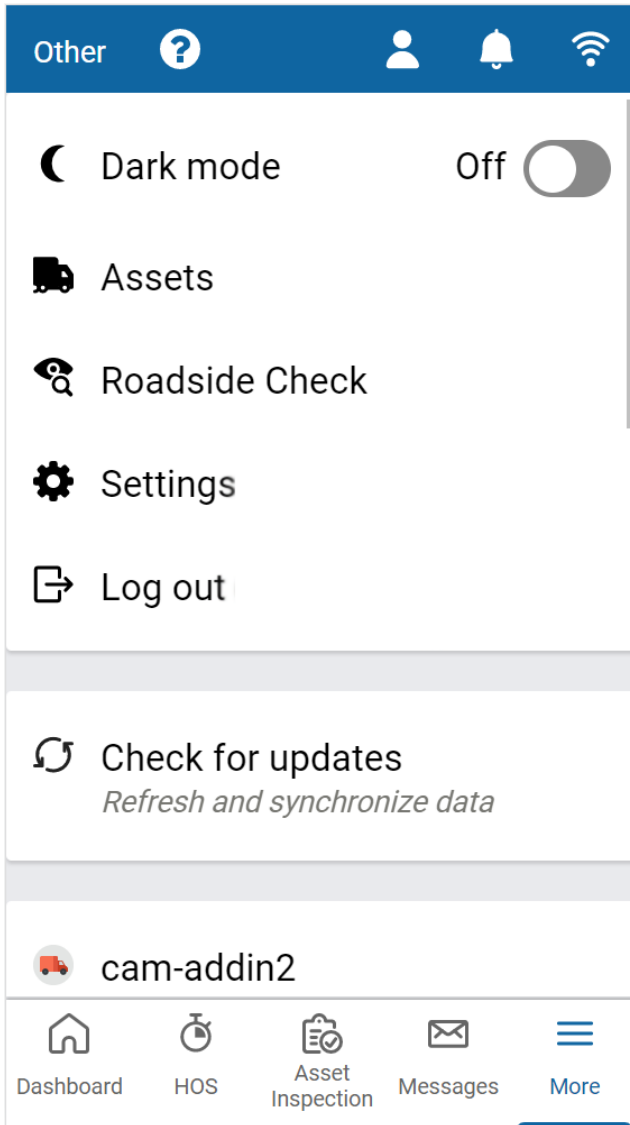 Other
Dark mode
Off
Assets
Roadside Check
Settings
Log out
Check for updates
Refresh and synchronize data
cam-addin2
Dashboard
HOS
Asset
Inspection
Messages
More